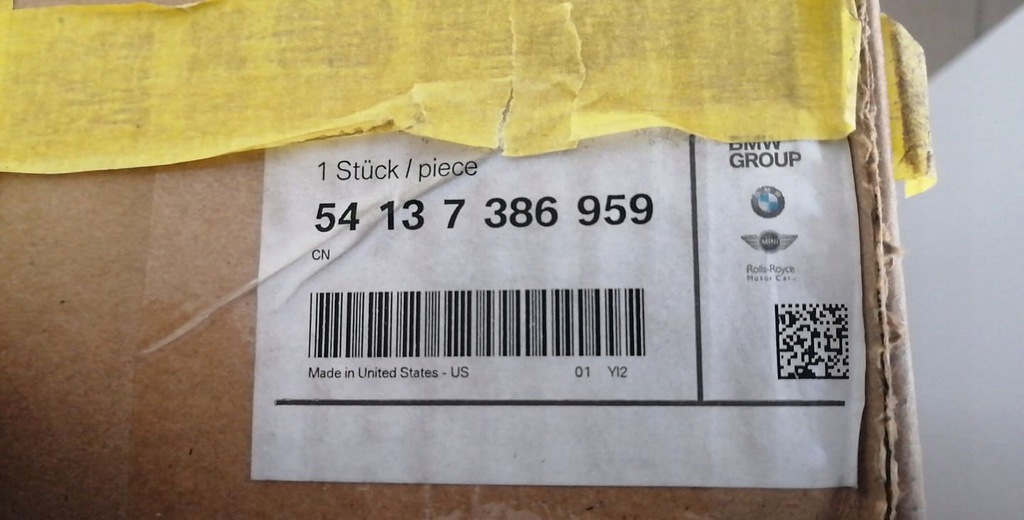 1 Stück / piece
54 13 7 386 959
CN
Made in United States - US
01 YI2
BMW
GROUP
MINI
Rolls-Royce
Motor Cars